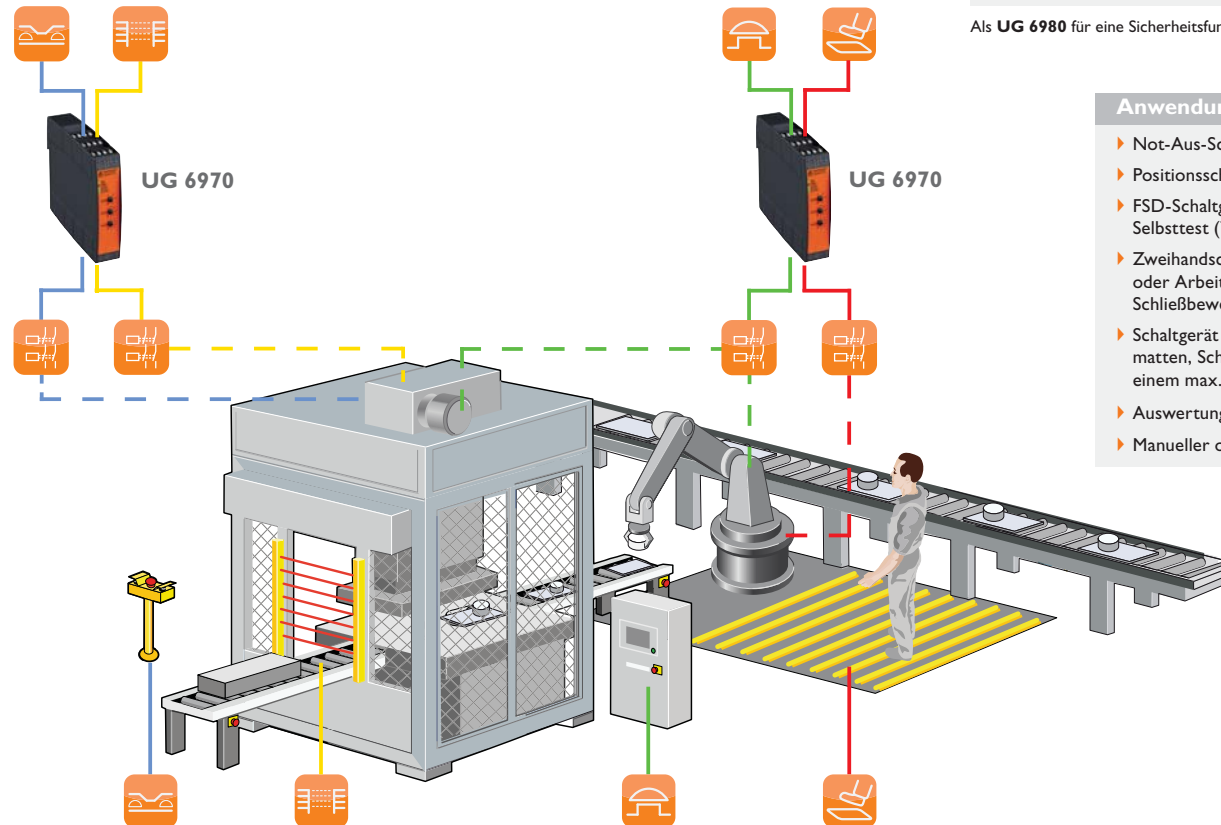 Als UG 6980 für eine Sicherheitsfun
Anwendu
Not-Aus-Sc
Positionssch
FSD-Schaltg
Selbsttest (
Zweihandsc
oder Arbeit
Schließbewe
Schaltgerät
matten, Sch
einem max.
Auswertung
Manueller o
UG 6970
UG 6970